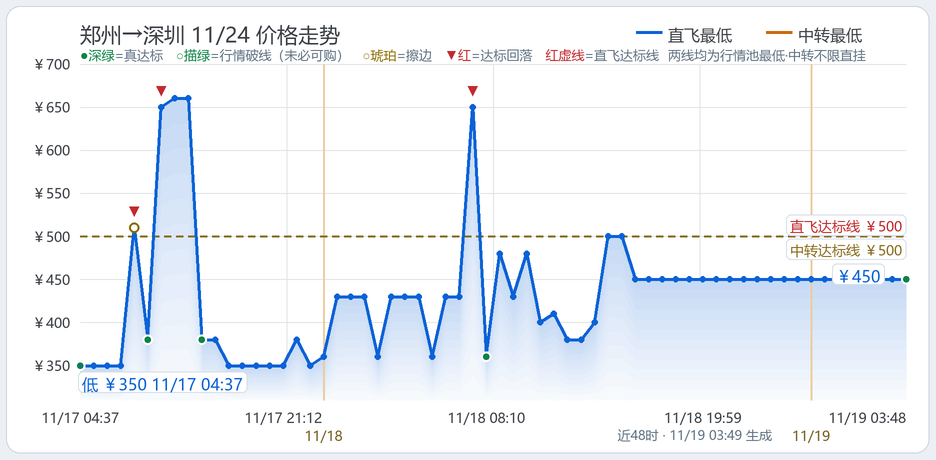 郑州→深圳 11/24 价格走势
直飞最低 中转最低
●深绿=真达标 ○描绿=行情破线（未必可购） ○琥珀=擦边 ▼红=达标回落 红虚线=直飞达标线 两线均为行情池最低·中转不限直挂
¥700
¥650
¥600
¥550
¥500
¥450
¥400
¥350
直飞达标线 ¥500
中转达标线 ¥500
¥450
低 ¥350 11/17 04:37
11/17 04:37 11/17 21:12 11/18 08:10 11/18 19:59 11/19 03:48
11/18 近48时 · 11/19 03:49 生成 11/19